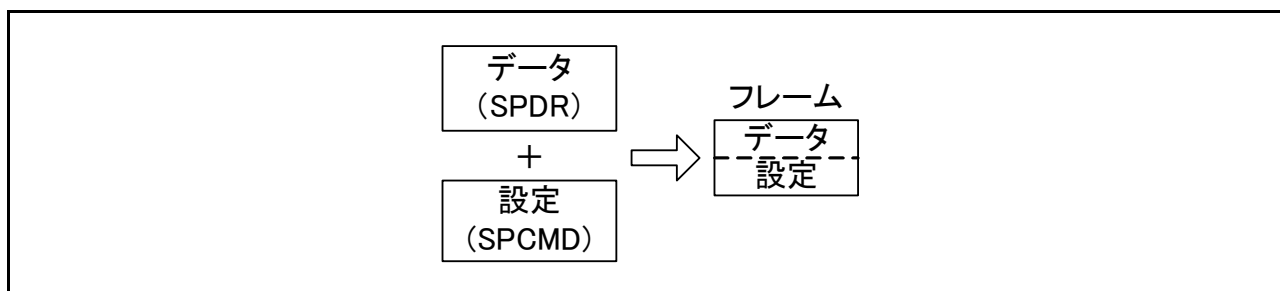 データ
(SPDR)
+
設定
(SPCMD)
フレーム
データ
設定